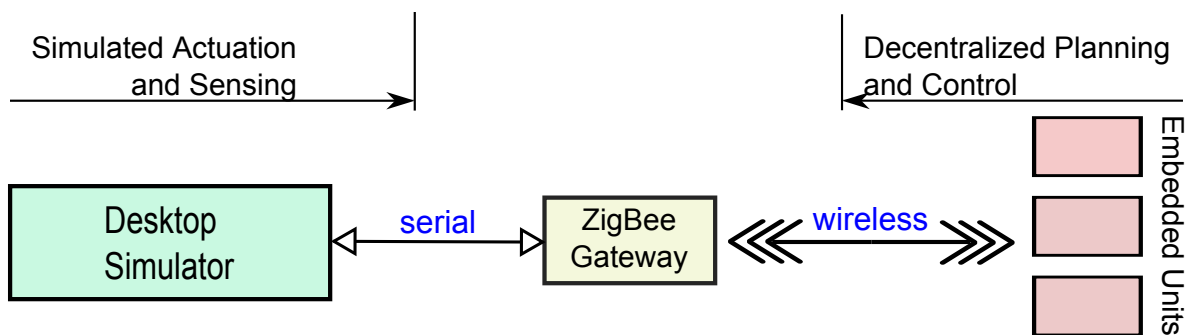 Simulated Actuation
and Sensing
Decentralized Planning
and Control
Desktop
Simulator
serial
ZigBee
Gateway
wireless
Embedded Units